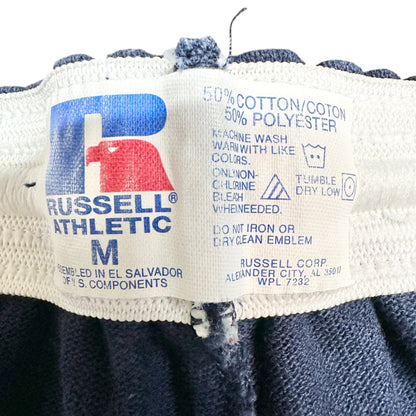 R
RUSSELL®
ATHLETIC
M
ASSEMBLED IN EL SALVADOR
OF U.S. COMPONENTS
50% COTTON/COTON
50% POLYESTER
MACHINE WASH
WARM WITH LIKE
COLORS.
ONLY NON-
CHLORINE
BLEACH
WHEN NEEDED.
TUMBLE
DRY LOW
DO NOT IRON OR
DRY CLEAN EMBLEM
RUSSELL CORP.
ALEXANDER CITY, AL 35010
WPL 7232